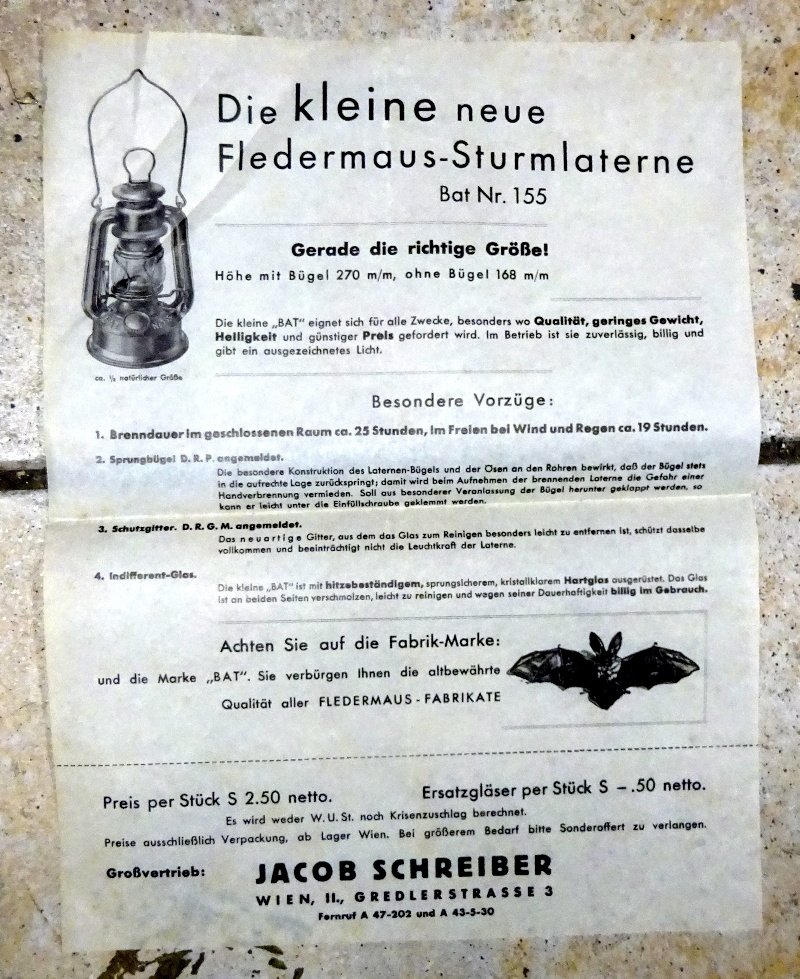 Die kleine neue
Fledermaus-Sturmlaterne
Bat Nr. 155
Gerade die richtige Größe!
Höhe mit Bügel 270 m/m, ohne Bügel 168 m/m
Die kleine „BAT" eignet sich für alle Zwecke, besonders wo Qualität, geringes Gewicht,
Helligkeit und günstiger Preis gefordert wird. Im Betrieb ist sie zuverlässig, billig und
gibt ein ausgezeichnetes Licht.
ca. ½ natürlicher Größe
Besondere Vorzüge:
1. Brenndauer im geschlossenen Raum ca. 25 Stunden, im Freien bei Wind und Regen ca. 19 Stunden.
2. Sprungbügel D. R. P. angemeldet.
Die besondere Konstruktion des Laternen-Bügels und der Ösen an den Rohren bewirkt, daß der Bügel stets
in die aufrechte Lage zurückspringt; damit wird beim Aufnehmen der brennenden Laterne die Gefahr einer
Handverbrennung vermieden. Soll aus besonderer Veranlassung der Bügel herunter geklappt werden, so
kann er leicht unter die Einfüllschraube geklemmt werden.
3. Schutzgitter. D. R. G. M. angemeldet.
Das neuartige Gitter, aus dem das Glas zum Reinigen besonders leicht zu entfernen ist, schützt dasselbe
vollkommen und beeinträchtigt nicht die Leuchtkraft der Laterne.
4. Indifferent-Glas.
Die kleine „BAT" ist mit hitzebeständigem, sprungsicherem, kristallklarem Hartglas ausgerüstet. Das Glas
ist an beiden Seiten verschmolzen, leicht zu reinigen und wegen seiner Dauerhaftigkeit billig im Gebrauch.
Achten Sie auf die Fabrik-Marke:
und die Marke „BAT". Sie verbürgen Ihnen die altbewährte
Qualität aller FLEDERMAUS-FABRIKATE
Preis per Stück S 2.50 netto. Ersatzgläser per Stück S –.50 netto.
Es wird weder W. U. St. noch Krisenzuschlag berechnet.
Preise ausschließlich Verpackung, ab Lager Wien. Bei größerem Bedarf bitte Sonderoffert zu verlangen.
Großvertrieb: JACOB SCHREIBER
WIEN, II., GREDLERSTRASSE 3
Fernruf A 47-202 und A 43-5-30